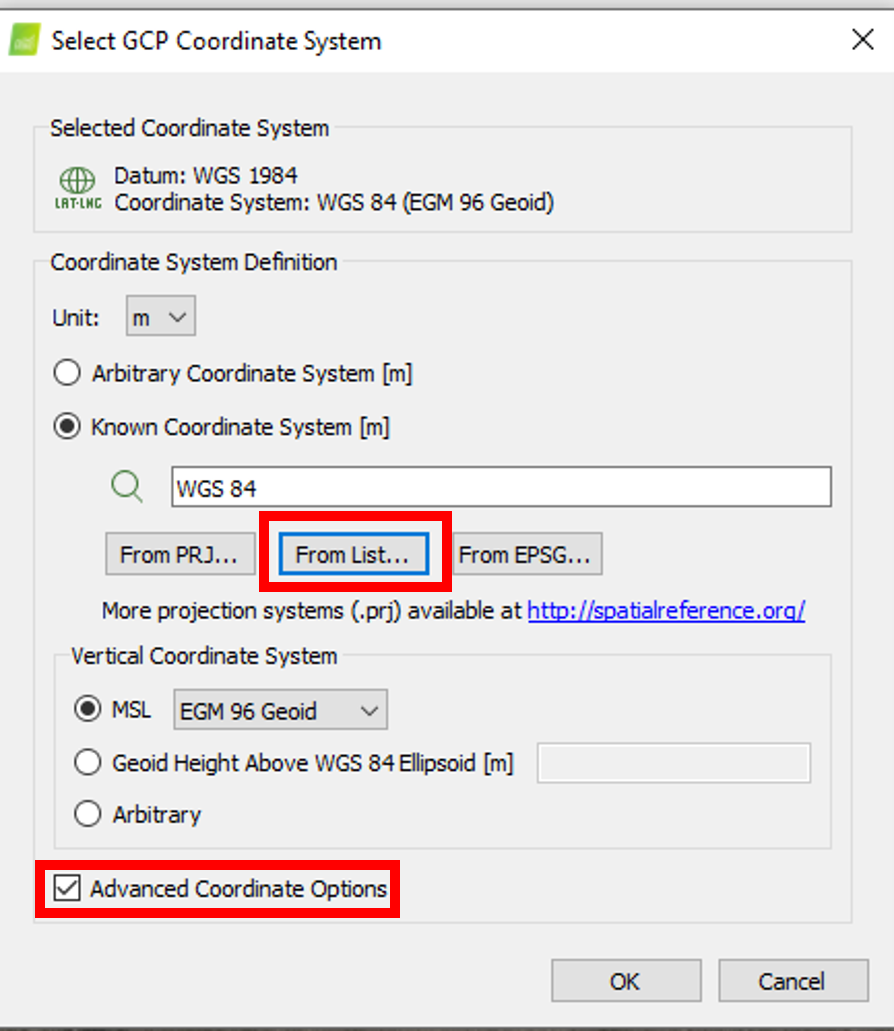 Select GCP Coordinate System
Selected Coordinate System
Datum: WGS 1984
LAT·LNG Coordinate System: WGS 84 (EGM 96 Geoid)
Coordinate System Definition
Unit: m
Arbitrary Coordinate System [m]
Known Coordinate System [m]
WGS 84
From PRJ... From List... From EPSG...
More projection systems (.prj) available at http://spatialreference.org/
Vertical Coordinate System
MSL EGM 96 Geoid
Geoid Height Above WGS 84 Ellipsoid [m]
Arbitrary
Advanced Coordinate Options
OK Cancel